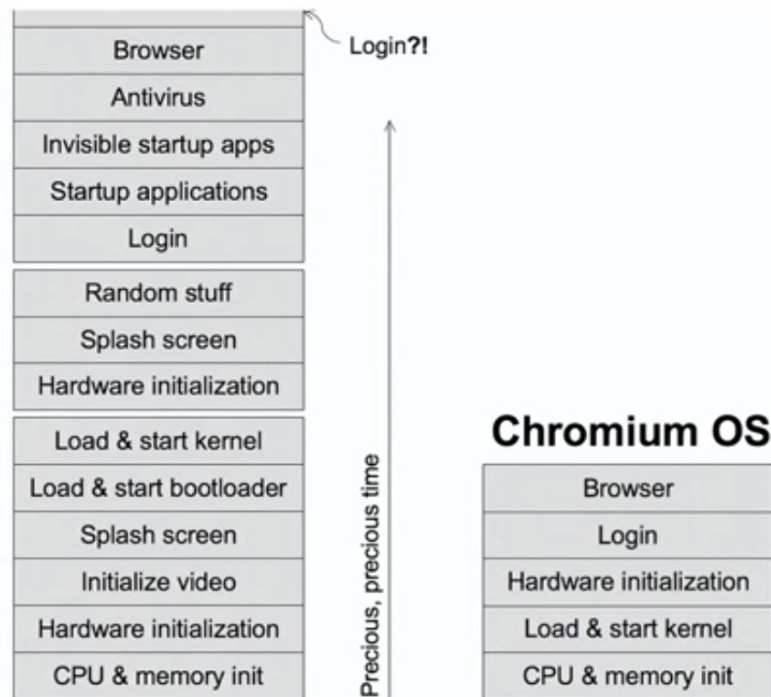 Login?!
Browser
Antivirus
Invisible startup apps
Startup applications
Login
Random stuff
Splash screen
Hardware initialization
Load & start kernel
Load & start bootloader
Splash screen
Initialize video
Hardware initialization
CPU & memory init
Precious, precious time
Chromium OS
Browser
Login
Hardware initialization
Load & start kernel
CPU & memory init